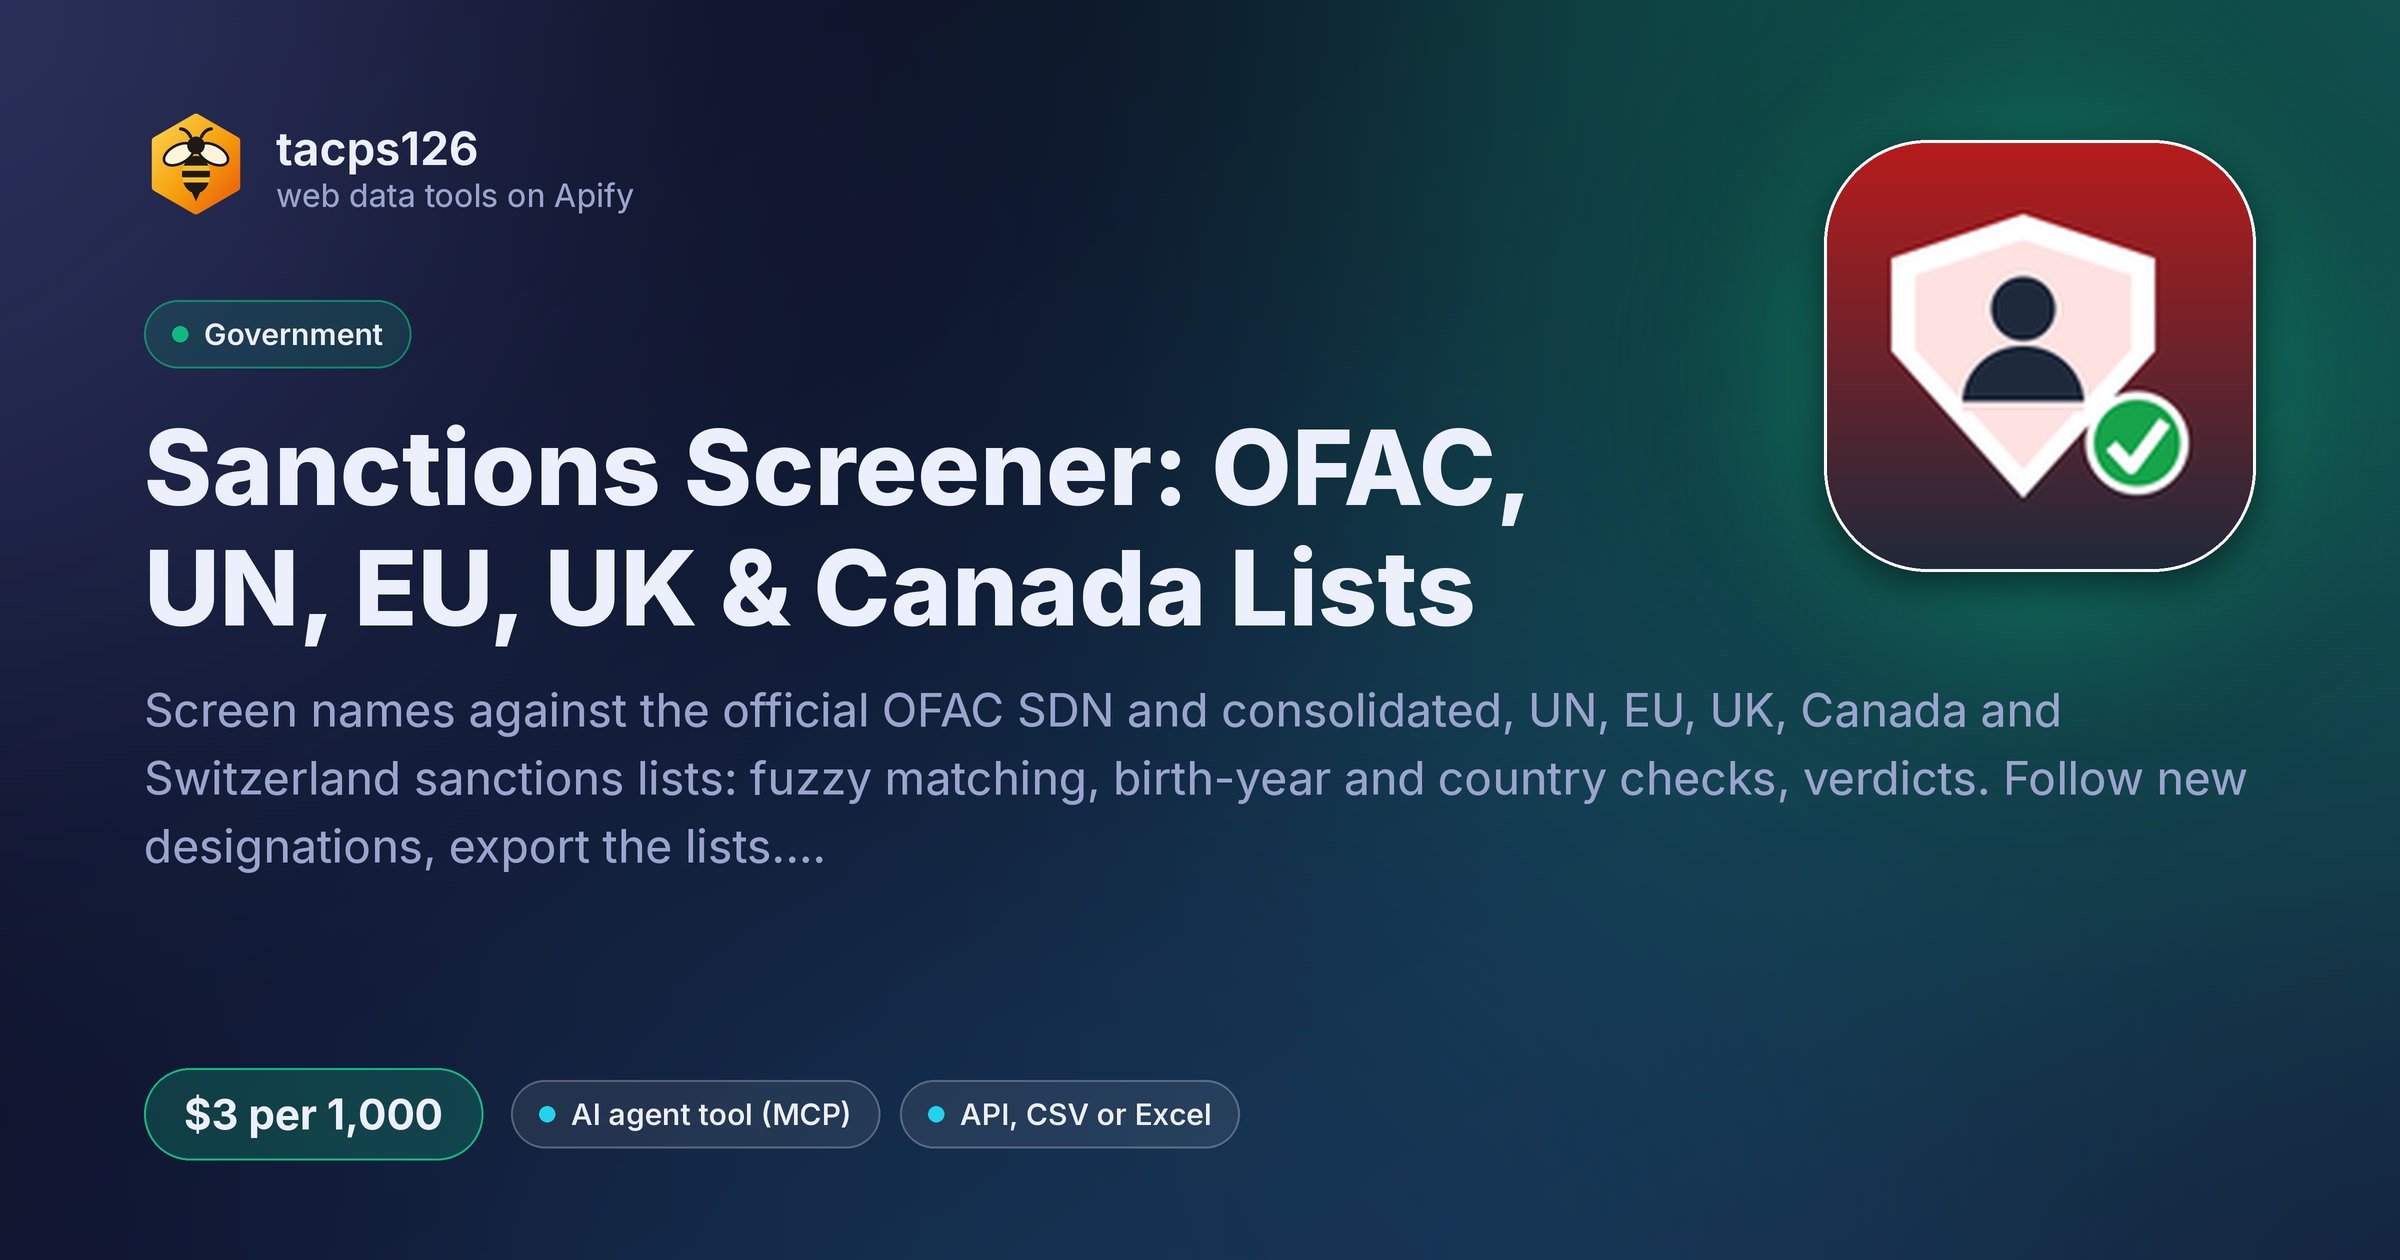 tacps126
web data tools on Apify
Government
Sanctions Screener: OFAC,
UN, EU, UK & Canada Lists
Screen names against the official OFAC SDN and consolidated, UN, EU, UK, Canada and
Switzerland sanctions lists: fuzzy matching, birth-year and country checks, verdicts. Follow new
designations, export the lists....
$3 per 1,000
AI agent tool (MCP)
API, CSV or Excel